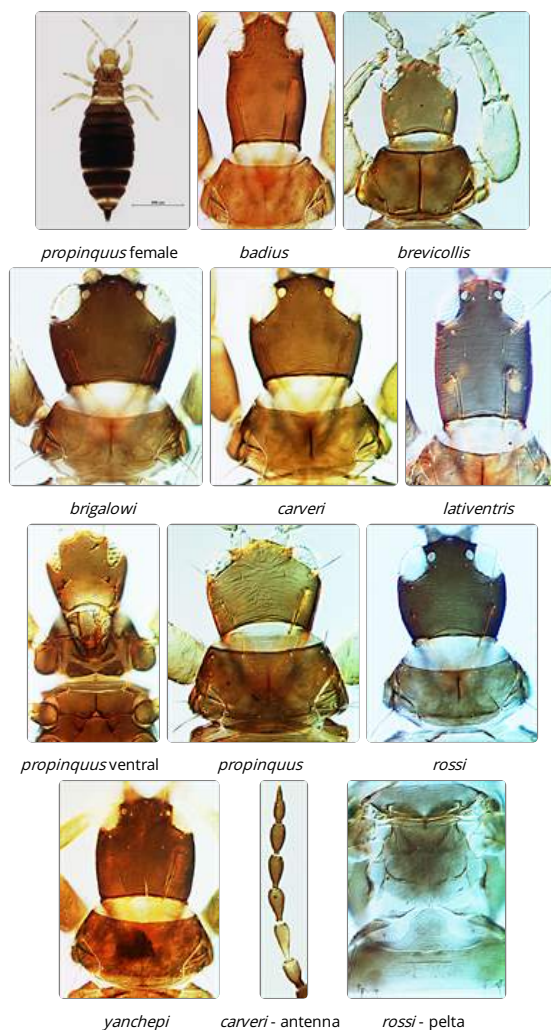 propinquus female badius brevicollis
brigalowi carveri lativentris
propinquus ventral propinquus rossi
yanchepi carveri - antenna rossi - pelta